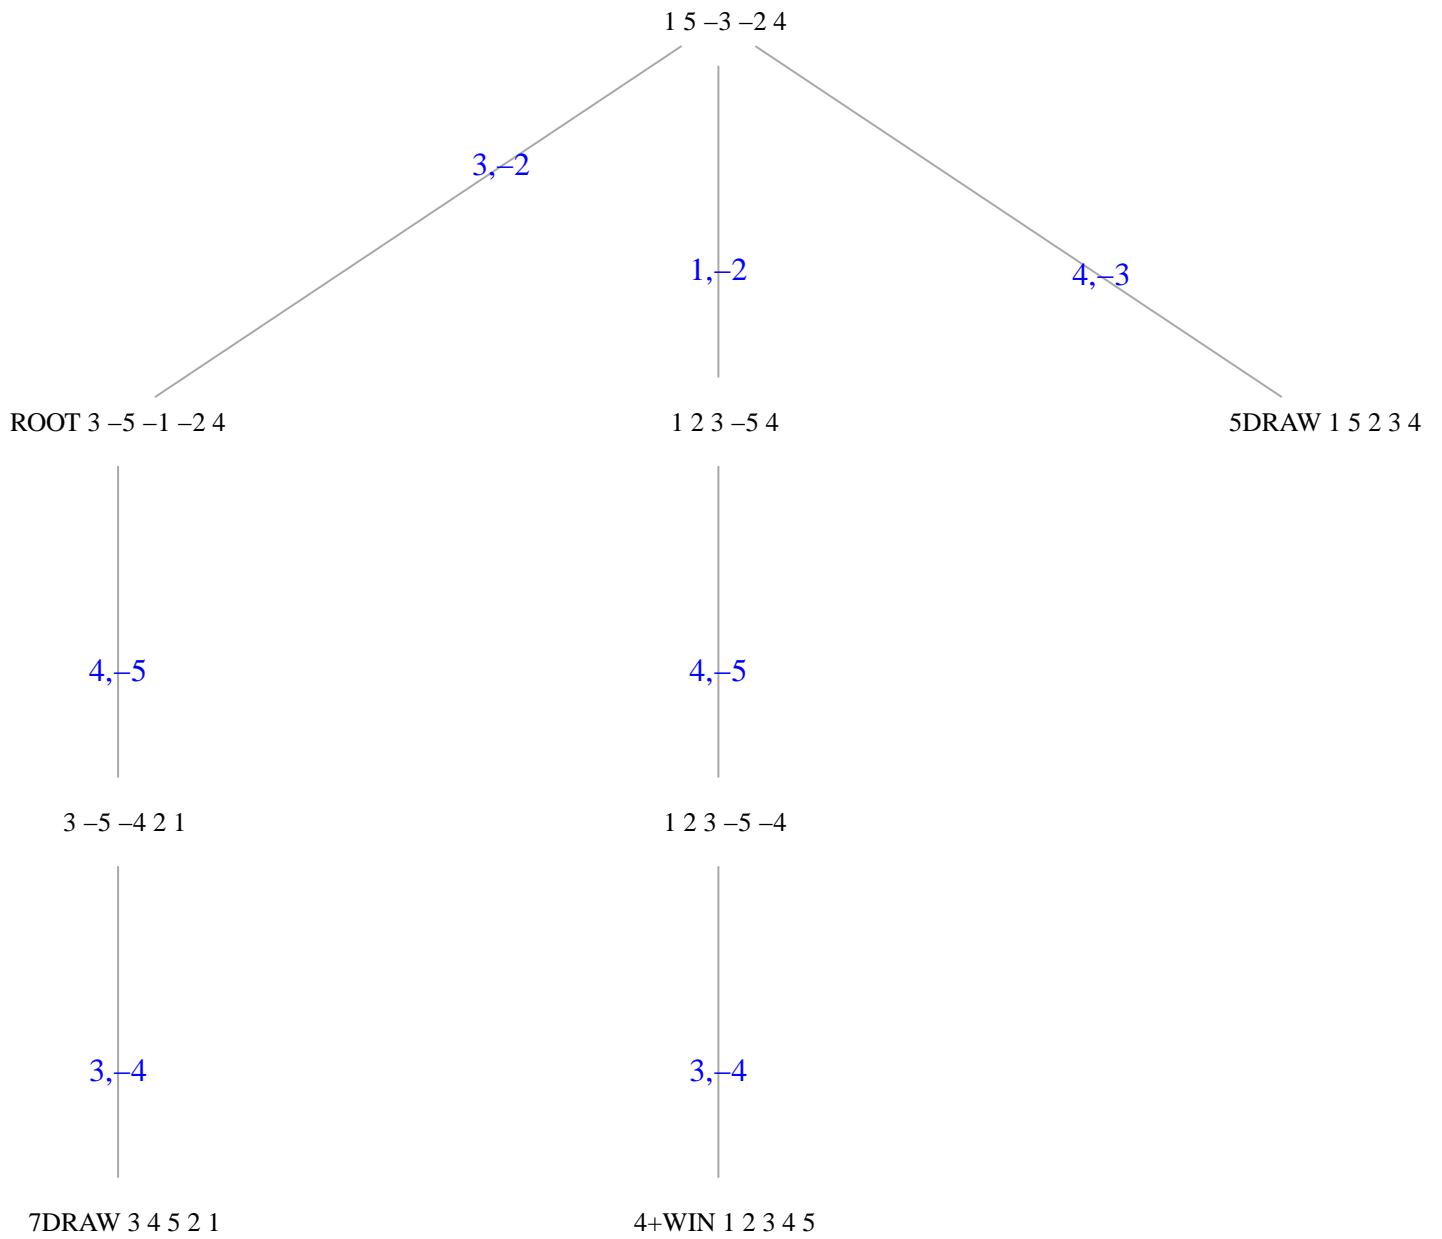 1 5 –3 –2 4
3,–2
1,–2
4,–3
ROOT 3 –5 –1 –2 4
1 2 3 –5 4
5DRAW 1 5 2 3 4
4,–5
4,–5
3 –5 –4 2 1
1 2 3 –5 –4
3,–4
3,–4
7DRAW 3 4 5 2 1
4+WIN 1 2 3 4 5